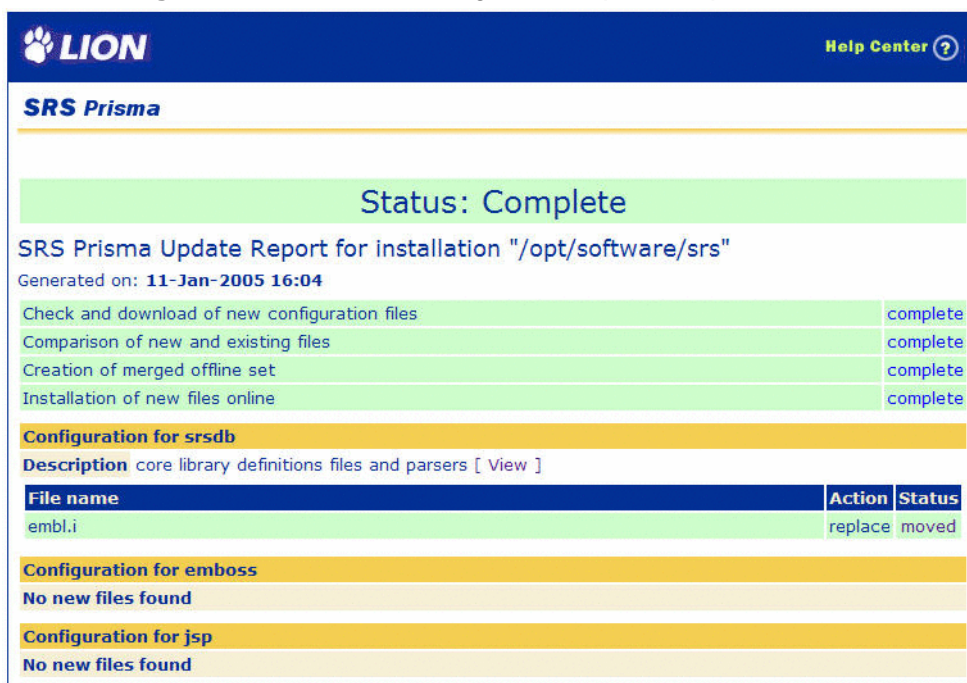 LION
Help Center ?
SRS Prisma
Status: Complete
SRS Prisma Update Report for installation "/opt/software/srs"
Generated on: 11-Jan-2005 16:04
Check and download of new configuration files complete
Comparison of new and existing files complete
Creation of merged offline set complete
Installation of new files online complete
Configuration for srsdb
Description core library definitions files and parsers [ View ]
File name Action Status
embl.i replace moved
Configuration for emboss
No new files found
Configuration for jsp
No new files found